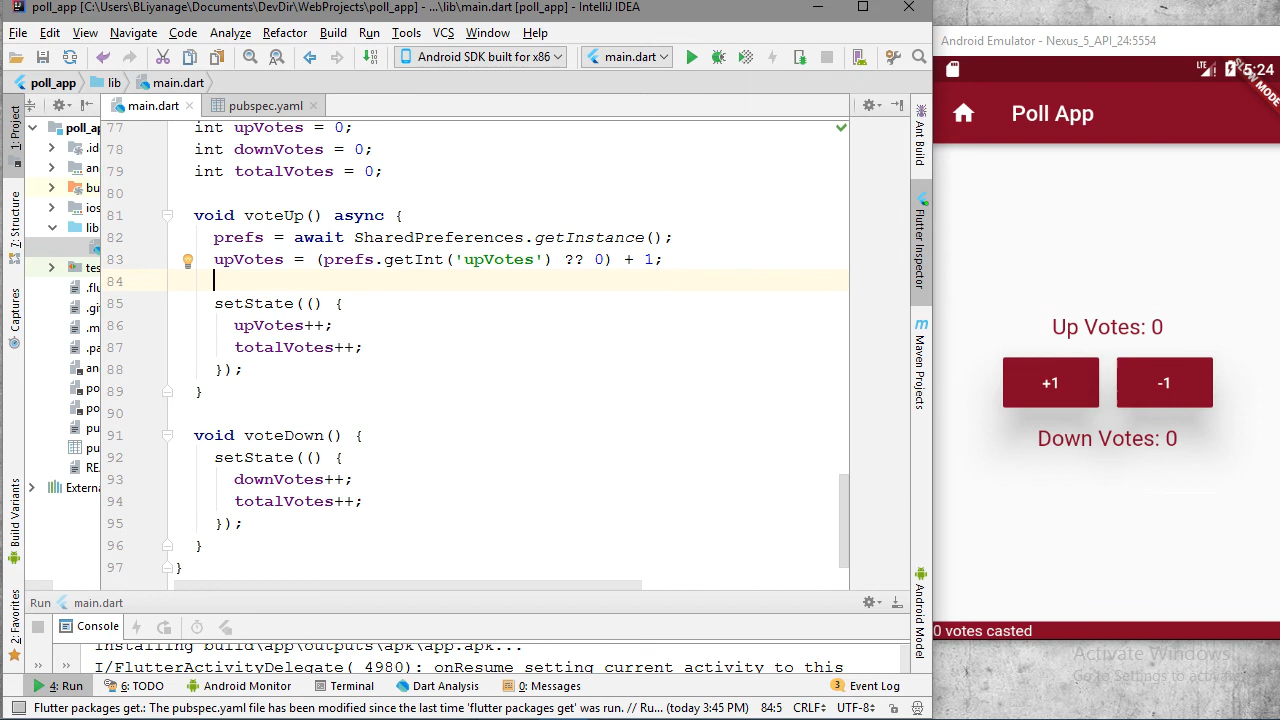 poll_app [C:\Users\BLiyanage\Documents\DevDir\WebProjects\poll_app] - ...\lib\main.dart [poll_app] - IntelliJ IDEA
File Edit View Navigate Code Analyze Refactor Build Run Tools VCS Window Help
Android SDK built for x86 main.dart
poll_app lib main.dart
main.dart pubspec.yaml
1: Project
7: Structure
Captures
Build Variants
2: Favorites
poll_a
.id
an
bu
ios
lib
tes
.flu
.gi
.m
.pa
an
po
po
pu
pu
RE
Externa
77 int upVotes = 0;
78 int downVotes = 0;
79 int totalVotes = 0;
80
81 void voteUp() async {
82 prefs = await SharedPreferences.getInstance();
83 upVotes = (prefs.getInt('upVotes') ?? 0) + 1;
84
85 setState(() {
86 upVotes++;
87 totalVotes++;
88 });
89 }
90
91 void voteDown() {
92 setState(() {
93 downVotes++;
94 totalVotes++;
95 });
96 }
97 }
Ant Build
Flutter Inspector
Maven Projects
Android Model
Run main.dart
Console
Installing build\app\outputs\apk\app.apk...
I/FlutterActivityDelegate( 4980): onResume setting current activity to this
4: Run 6: TODO Android Monitor Terminal Dart Analysis 0: Messages 3 Event Log
Flutter packages get.: The pubspec.yaml file has been modified since the last time 'flutter packages get' was run. // Ru... (today 3:45 PM) 84:5 CRLF÷ UTF-8÷
Android Emulator - Nexus_5_API_24:5554
LTE 5:24
SLOW MODE
Poll App
Up Votes: 0
+1 -1
Down Votes: 0
0 votes casted
Activate Windows
Go to Settings to activate